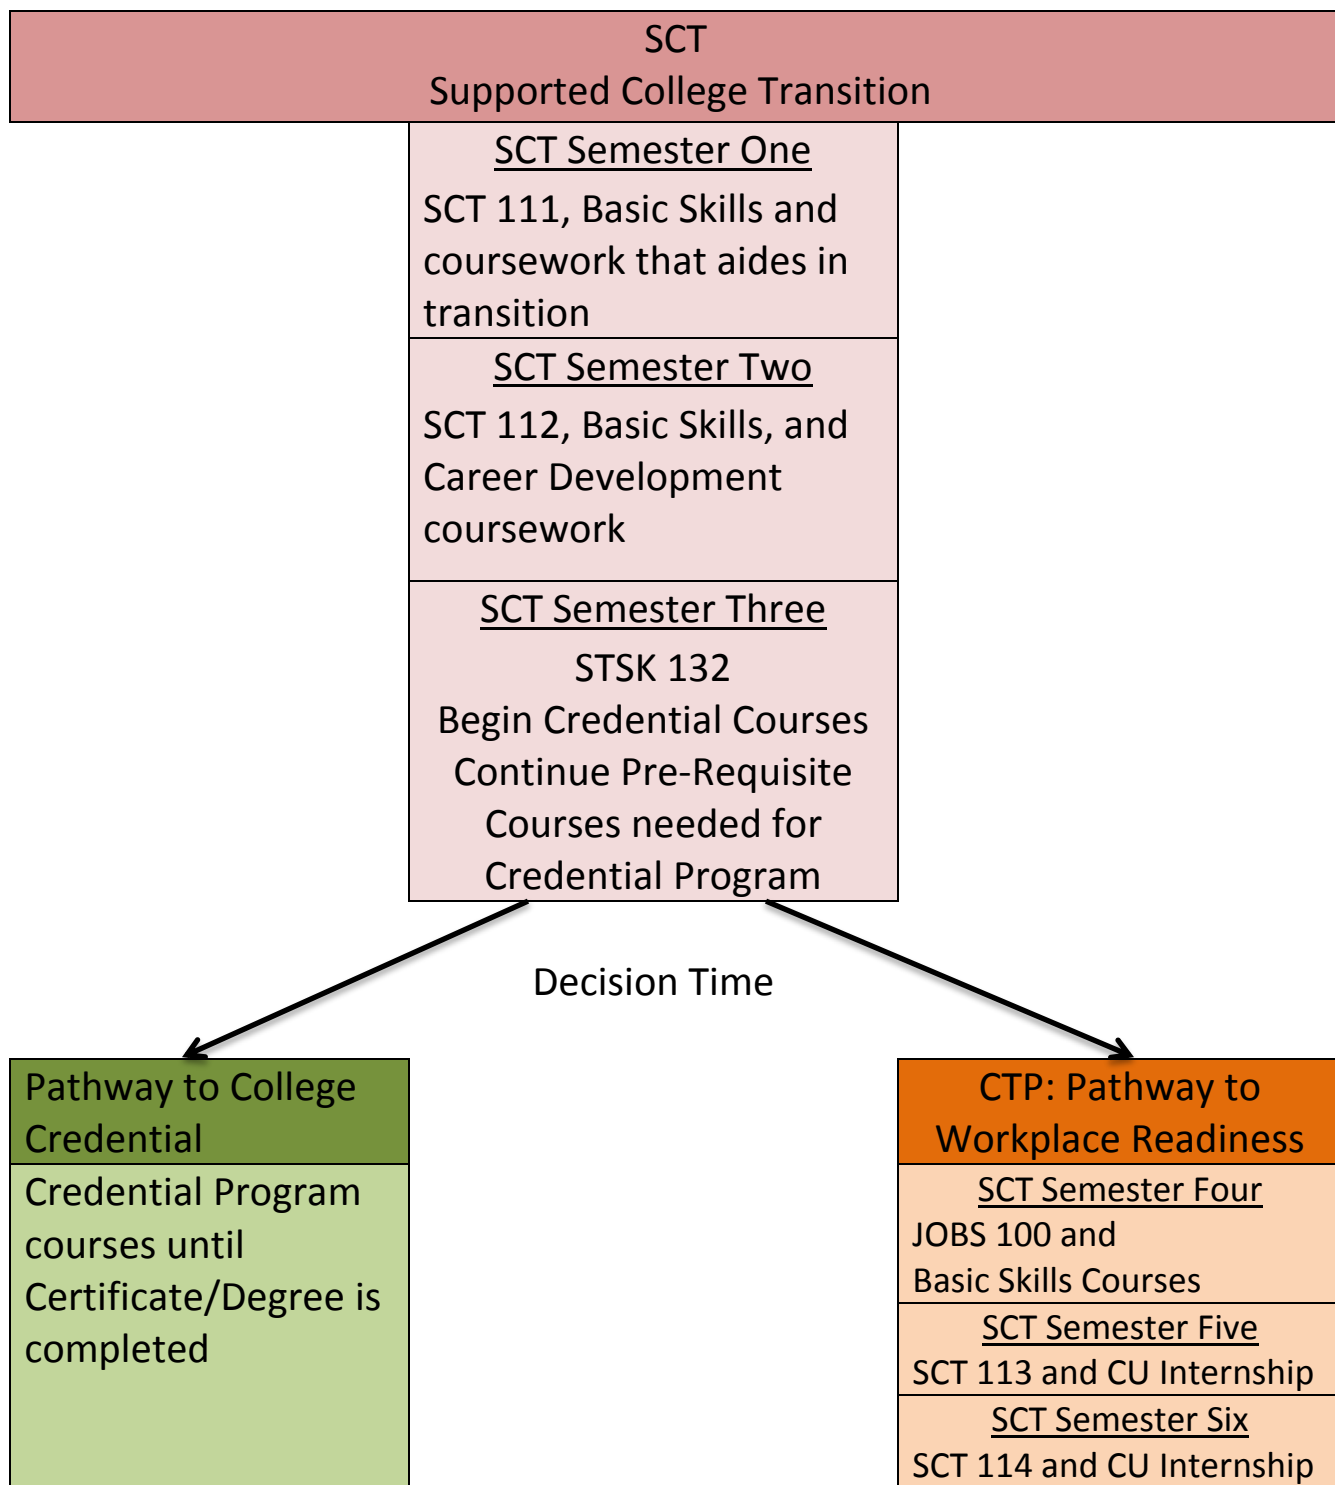 SCT
Supported College Transition
SCT Semester One
SCT 111, Basic Skills and
coursework that aides in
transition
SCT Semester Two
SCT 112, Basic Skills, and
Career Development
coursework
SCT Semester Three
STSK 132
Begin Credential Courses
Continue Pre-Requisite
Courses needed for
Credential Program
Decision Time
Pathway to College
Credential
Credential Program
courses until
Certificate/Degree is
completed
CTP: Pathway to
Workplace Readiness
SCT Semester Four
JOBS 100 and
Basic Skills Courses
SCT Semester Five
SCT 113 and CU Internship
SCT Semester Six
SCT 114 and CU Internship